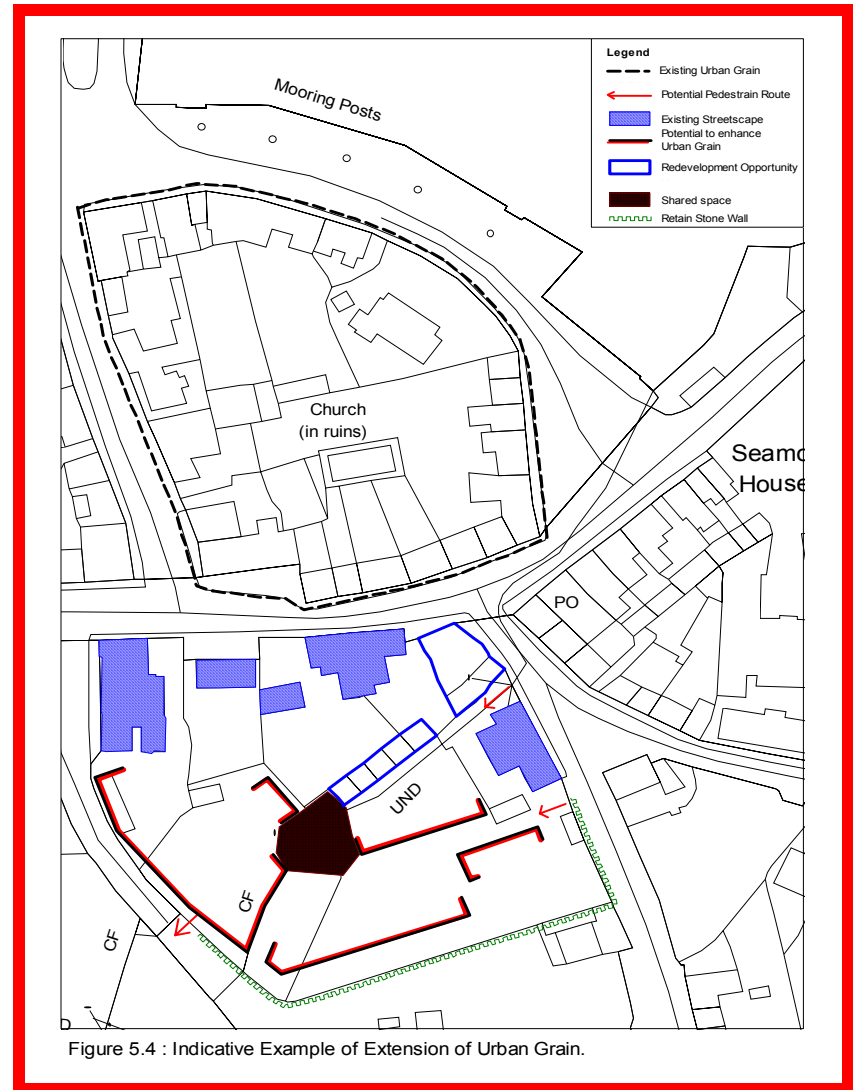 Legend
Existing Urban Grain
Potential Pedestrain Route
Existing Streetscape
Potential to enhance
Urban Grain
Redevelopment Opportunity
Shared space
Retain Stone Wall
Mooring Posts
Church
(in ruins)
House
PO
UND
CF
CF
Figure 5.4 : Indicative Example of Extension of Urban Grain.